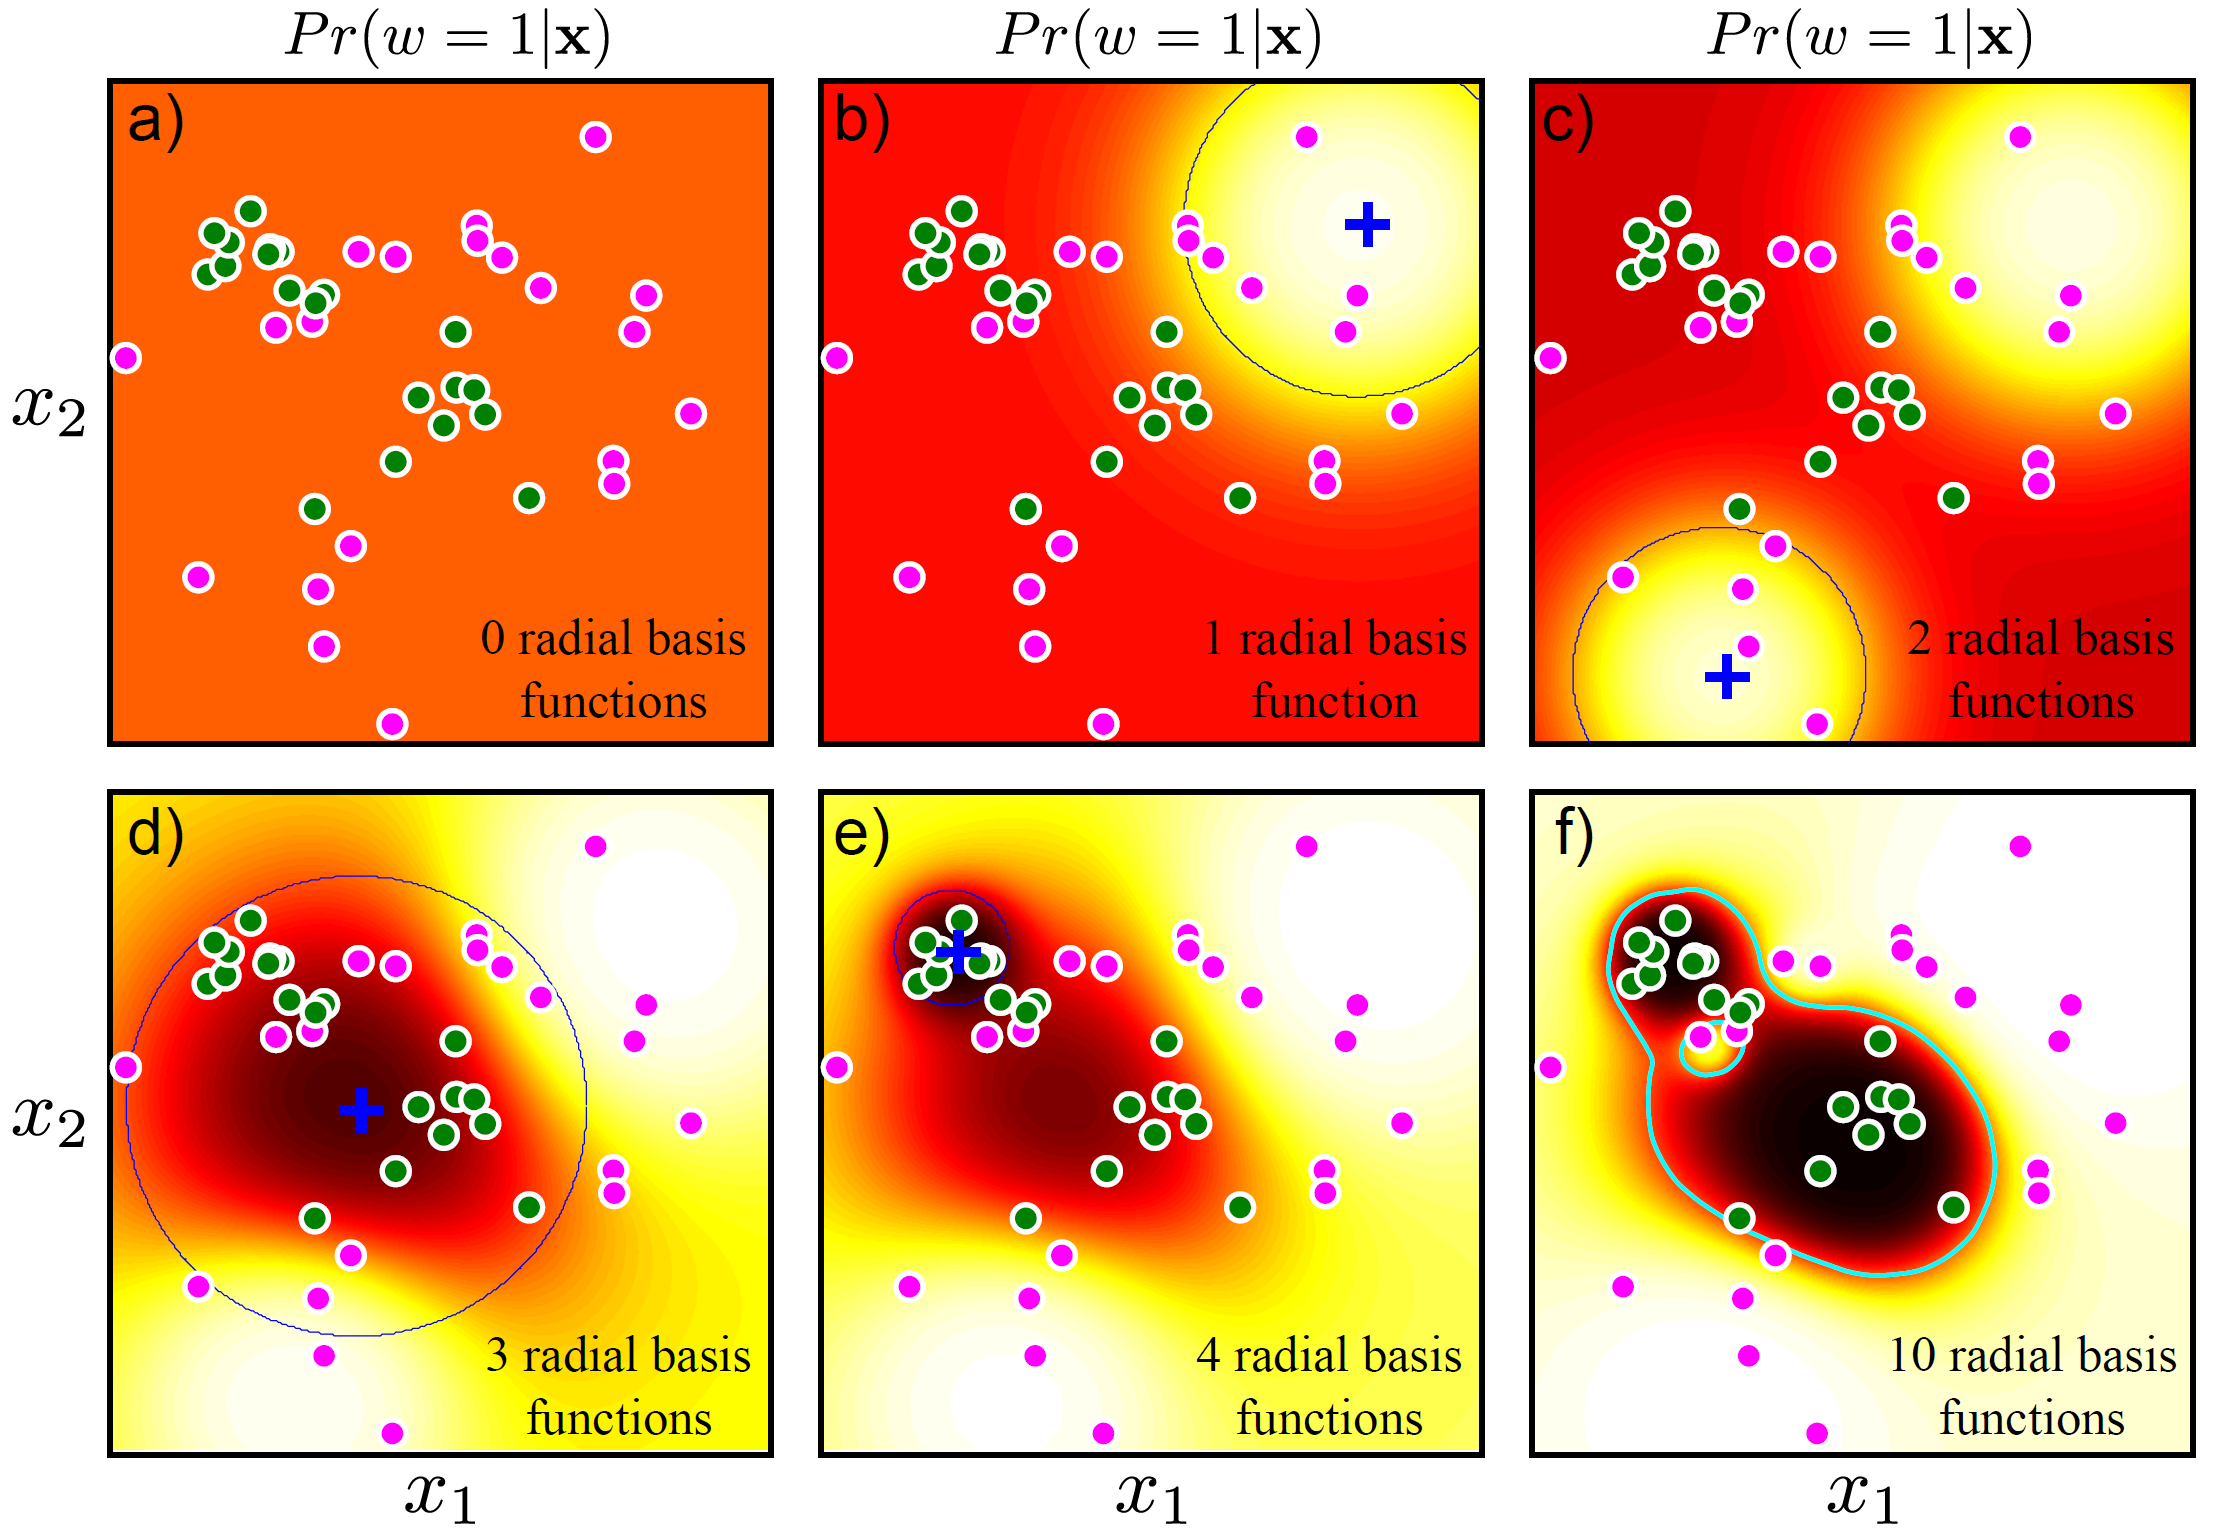 Pr(w = 1|x)
Pr(w = 1|x)
Pr(w = 1|x)
a)
b)
c)
x₂
0 radial basis
functions
1 radial basis
function
2 radial basis
functions
d)
e)
f)
x₂
3 radial basis
functions
4 radial basis
functions
10 radial basis
functions
x₁
x₁
x₁